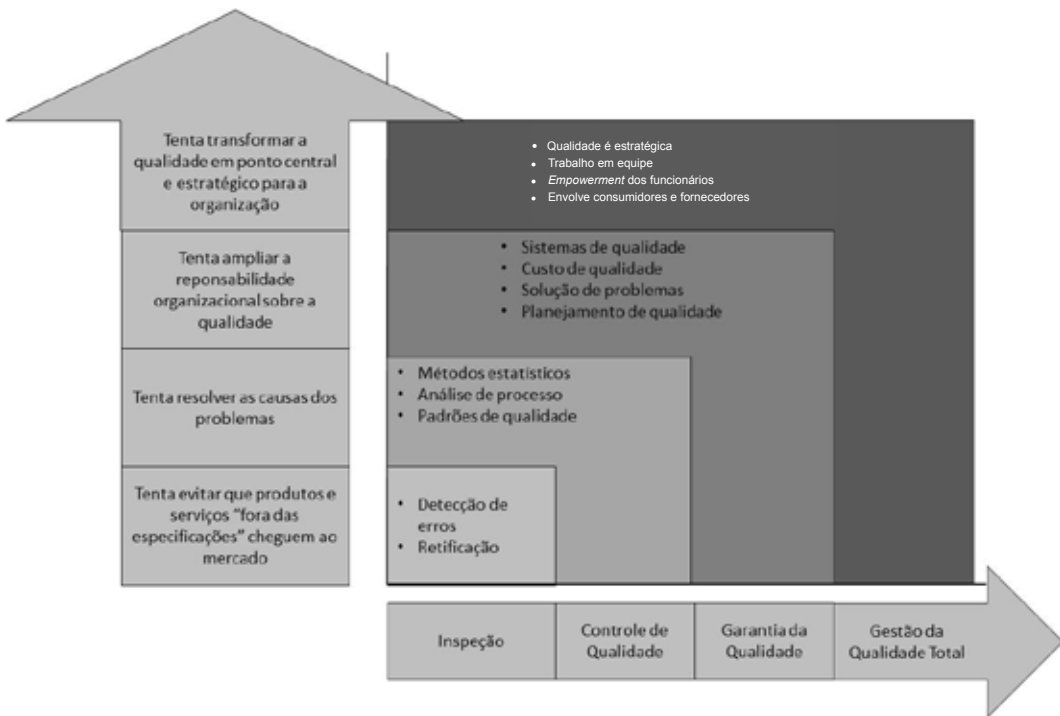 Tenta transformar a
qualidade em ponto central
e estratégico para a
organização
Tenta ampliar a
reponsabilidade
organizacional sobre a
qualidade
Tenta resolver as causas dos
problemas
Tenta evitar que produtos e
serviços “fora das
especificações” cheguem ao
mercado
• Qualidade é estratégica
• Trabalho em equipe
• Empowerment dos funcionários
• Envolve consumidores e fornecedores
• Sistemas de qualidade
• Custo de qualidade
• Solução de problemas
• Planejamento de qualidade
• Métodos estatísticos
• Análise de processo
• Padrões de qualidade
• Detecção de
erros
• Retificação
Inspeção
Controle de
Qualidade
Garantia da
Qualidade
Gestão da
Qualidade Total